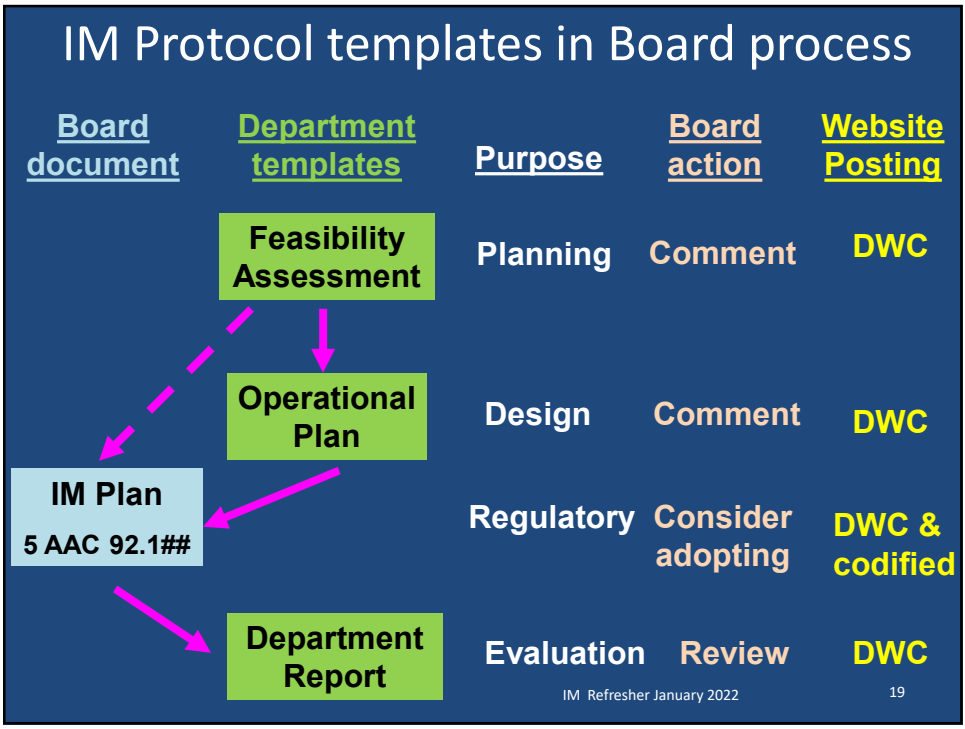 IM Protocol templates in Board process
Board
document
Department
templates
Purpose
Board
action
Website
Posting
Feasibility
Assessment
Planning
Comment
DWC
Operational
Plan
Design
Comment
DWC
IM Plan
5 AAC 92.1##
Regulatory
Consider
adopting
DWC &
codified
Department
Report
Evaluation
Review
DWC
IM Refresher January 2022
19